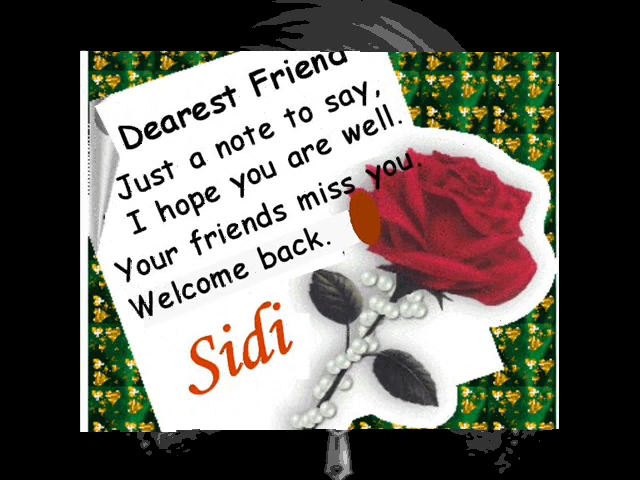 Dearest Friend
Just a note to say,
I hope you are well.
Your friends miss you.
Welcome back.
Sidi